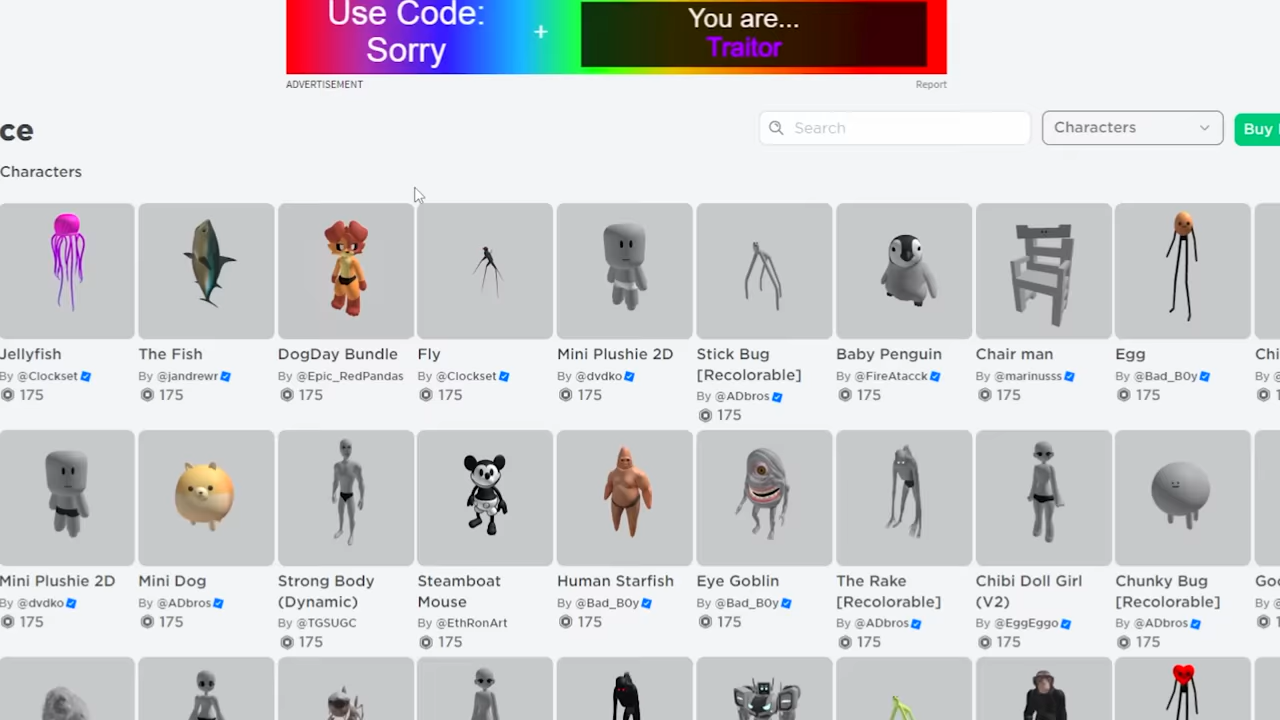 Use Code:
Sorry
+
You are...
Traitor
ADVERTISEMENT
Report
ce
Search
Characters
Buy
Characters
Jellyfish
By @Clockset
175
The Fish
By @jandrewr
175
DogDay Bundle
By @Epic_RedPandas
175
Fly
By @Clockset
175
Mini Plushie 2D
By @dvdko
175
Stick Bug
[Recolorable]
By @ADbros
175
Baby Penguin
By @FireAtacck
175
Chair man
By @marinusss
175
Egg
By @Bad_B0y
175
Chi
By @
1
Mini Plushie 2D
By @dvdko
175
Mini Dog
By @ADbros
175
Strong Body
(Dynamic)
By @TGSUGC
175
Steamboat
Mouse
By @EthRonArt
175
Human Starfish
By @Bad_B0y
175
Eye Goblin
By @Bad_B0y
175
The Rake
[Recolorable]
By @ADbros
175
Chibi Doll Girl
(V2)
By @EggEggo
175
Chunky Bug
[Recolorable]
By @ADbros
175
By @
1